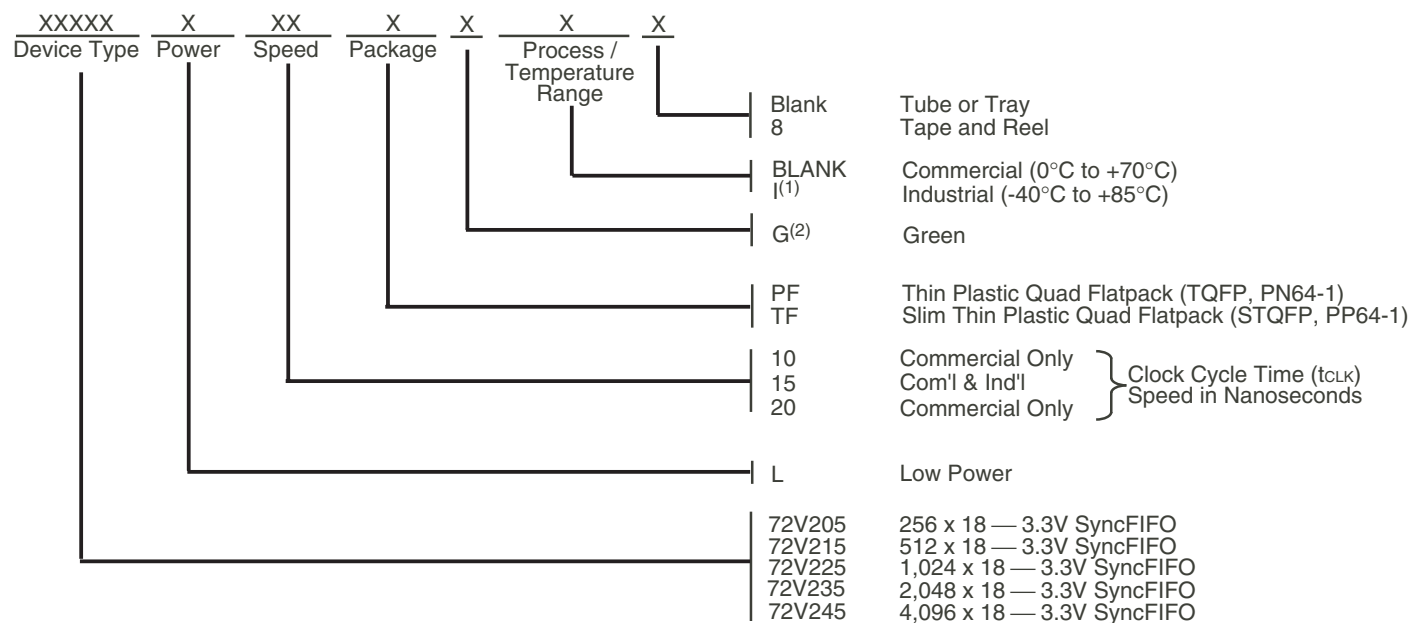 XXXXX X XX X X X X
Device Type Power Speed Package Process /
Temperature
Range
Blank Tube or Tray
8 Tape and Reel
BLANK Commercial (0°C to +70°C)
I(1) Industrial (-40°C to +85°C)
G(2) Green
PF Thin Plastic Quad Flatpack (TQFP, PN64-1)
TF Slim Thin Plastic Quad Flatpack (STQFP, PP64-1)
10 Commercial Only
15 Com'l & Ind'l
20 Commercial Only
Clock Cycle Time (tCLK)
Speed in Nanoseconds
L Low Power
72V205 256 x 18 — 3.3V SyncFIFO
72V215 512 x 18 — 3.3V SyncFIFO
72V225 1,024 x 18 — 3.3V SyncFIFO
72V235 2,048 x 18 — 3.3V SyncFIFO
72V245 4,096 x 18 — 3.3V SyncFIFO